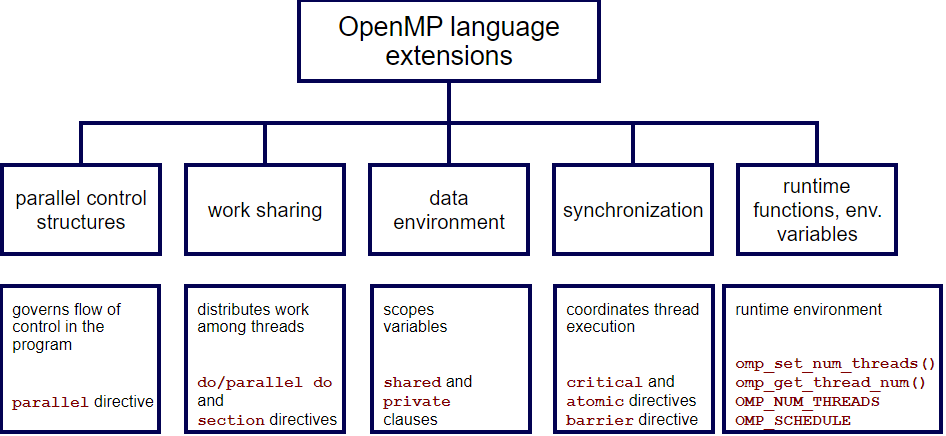 OpenMP language
extensions
parallel control
structures
work sharing
data
environment
synchronization
runtime
functions, env.
variables
governs flow of
control in the
program
parallel directive
distributes work
among threads
do/parallel do
and
section directives
scopes
variables
shared and
private
clauses
coordinates thread
execution
critical and
atomic directives
barrier directive
runtime environment
omp_set_num_threads()
omp_get_thread_num()
OMP_NUM_THREADS
OMP_SCHEDULE